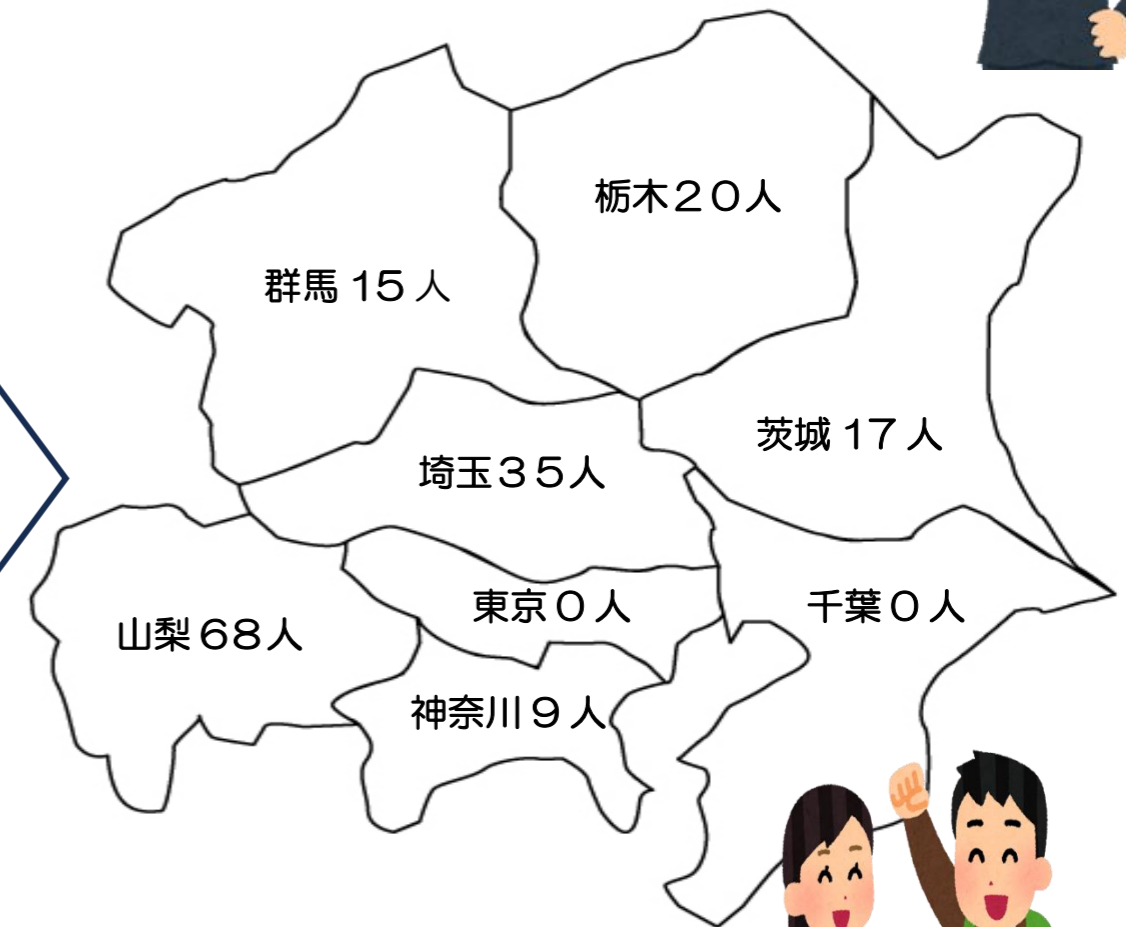 栃木２０人
群馬 15 人
茨城 17 人
埼玉３５人
東京０人
千葉０人
山梨６８人
神奈川９人